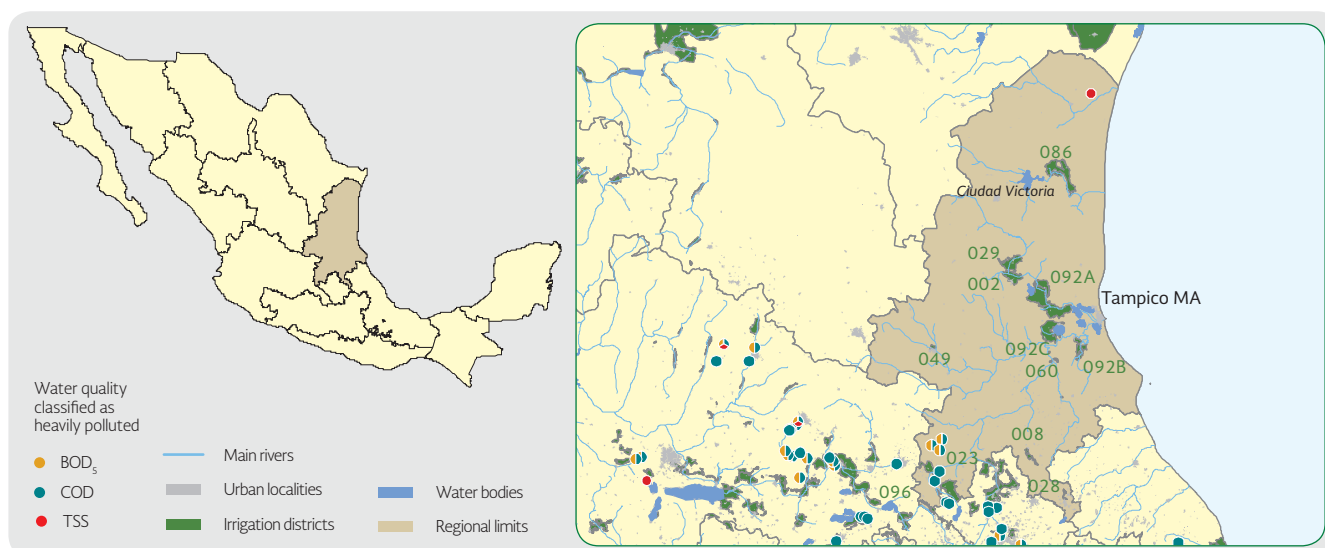 Water quality
classified as
heavily polluted
BOD₅
COD
TSS
Main rivers
Urban localities
Irrigation districts
Water bodies
Regional limits
086
Ciudad Victoria
029
002
092A
Tampico MA
092C
049
060
092B
008
023
096
028